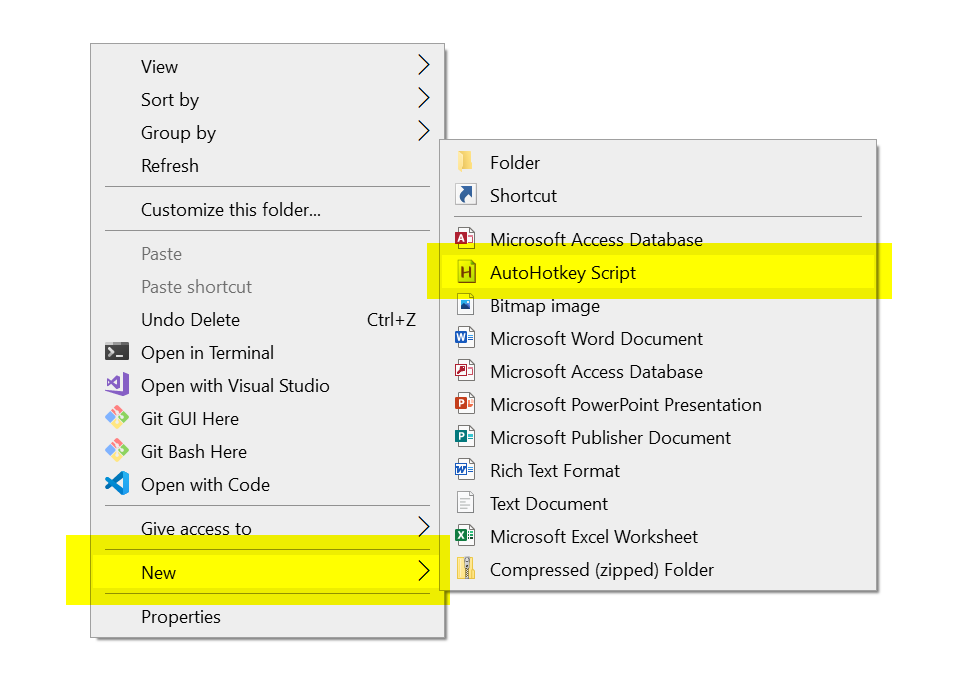 View
Sort by
Group by
Refresh
Customize this folder...
Paste
Paste shortcut
Undo Delete Ctrl+Z
Open in Terminal
Open with Visual Studio
Git GUI Here
Git Bash Here
Open with Code
Give access to
New
Properties
Folder
Shortcut
Microsoft Access Database
AutoHotkey Script
Bitmap image
Microsoft Word Document
Microsoft Access Database
Microsoft PowerPoint Presentation
Microsoft Publisher Document
Rich Text Format
Text Document
Microsoft Excel Worksheet
Compressed (zipped) Folder